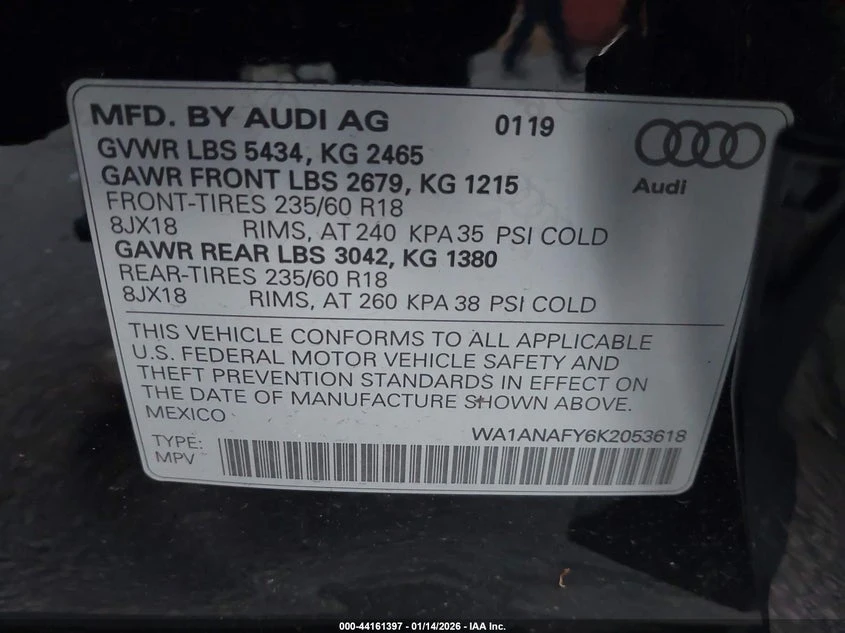 MFD. BY AUDI AG 0119
GVWR LBS 5434, KG 2465
GAWR FRONT LBS 2679, KG 1215
Audi
FRONT-TIRES 235/60 R18
8JX18 RIMS, AT 240 KPA 35 PSI COLD
GAWR REAR LBS 3042, KG 1380
REAR-TIRES 235/60 R18
8JX18 RIMS, AT 260 KPA 38 PSI COLD
THIS VEHICLE CONFORMS TO ALL APPLICABLE
U.S. FEDERAL MOTOR VEHICLE SAFETY AND
THEFT PREVENTION STANDARDS IN EFFECT ON
THE DATE OF MANUFACTURE SHOWN ABOVE.
MEXICO
WA1ANAFY6K2053618
TYPE:
MPV
000-44161397 - 01/14/2026 - IAA Inc.